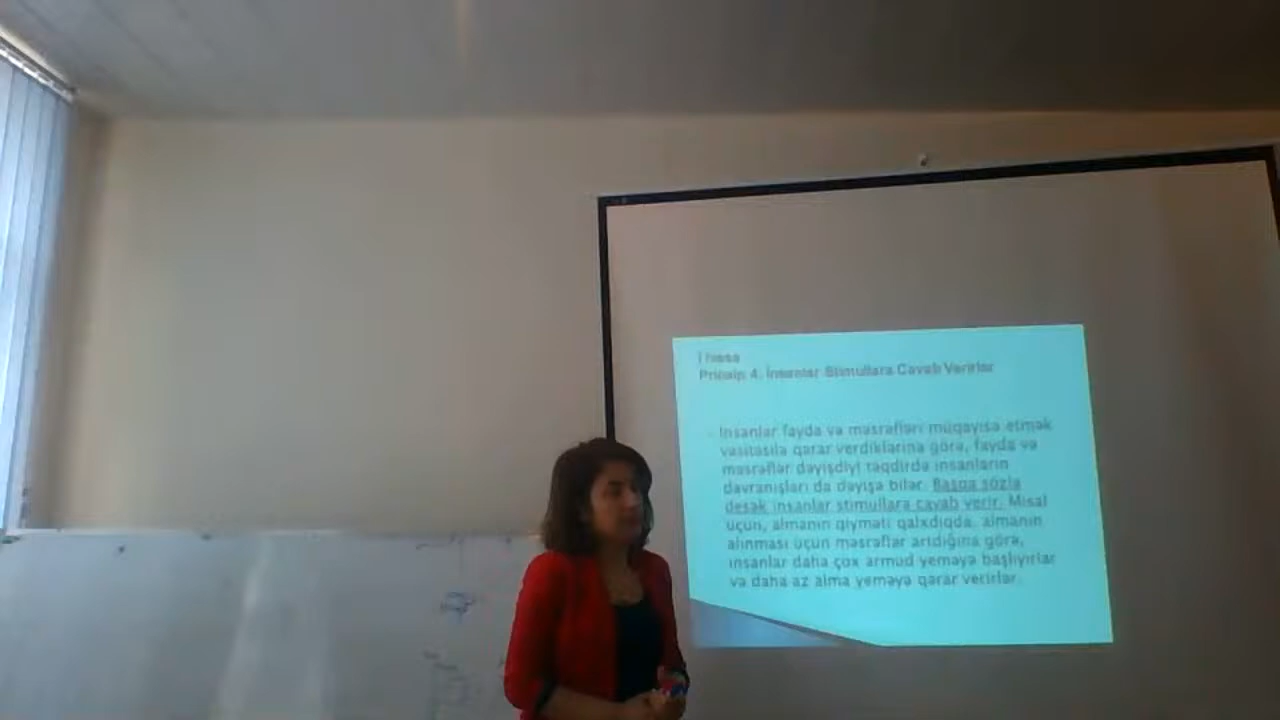 I hissə
Prinsip 4. İnsanlar Stimullara Cavab Verirlər
İnsanlar fayda və məsrəfləri müqayisə etmək
vasitəsilə qərar verdiklərinə görə, fayda və
məsrəflər dəyişdiyi təqdirdə insanların
davranışları da dəyişə bilər. Başqa sözlə
desək insanlar stimullara cavab verir. Misal
üçün, almanın qiyməti qalxdıqda, almanın
alınması üçün məsrəflər artdığına görə,
insanlar daha çox armud yeməyə başlıyırlar
və daha az alma yeməyə qərar verirlər.